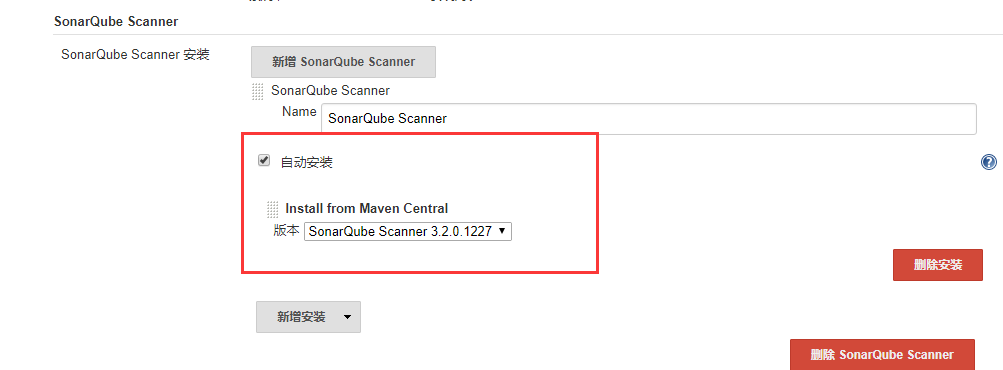 SonarQube Scanner
SonarQube Scanner 安装
新增 SonarQube Scanner
SonarQube Scanner
Name
SonarQube Scanner
自动安装
Install from Maven Central
版本 SonarQube Scanner 3.2.0.1227
删除安装
新增安装
删除 SonarQube Scanner